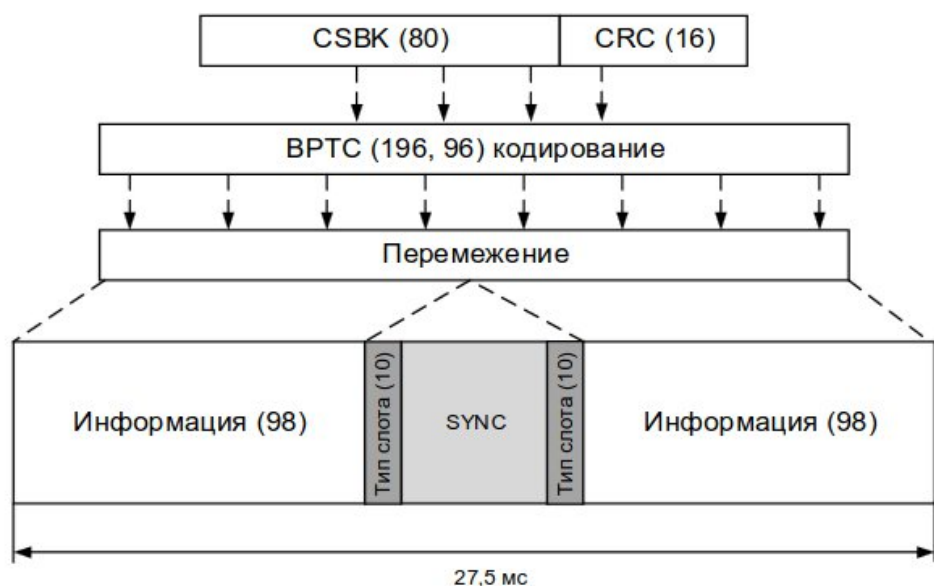 CSBK (80)
CRC (16)
BPTC (196, 96) кодирование
Перемежение
Информация (98)
Тип слота (10)
SYNC
Тип слота (10)
Информация (98)
27,5 мс